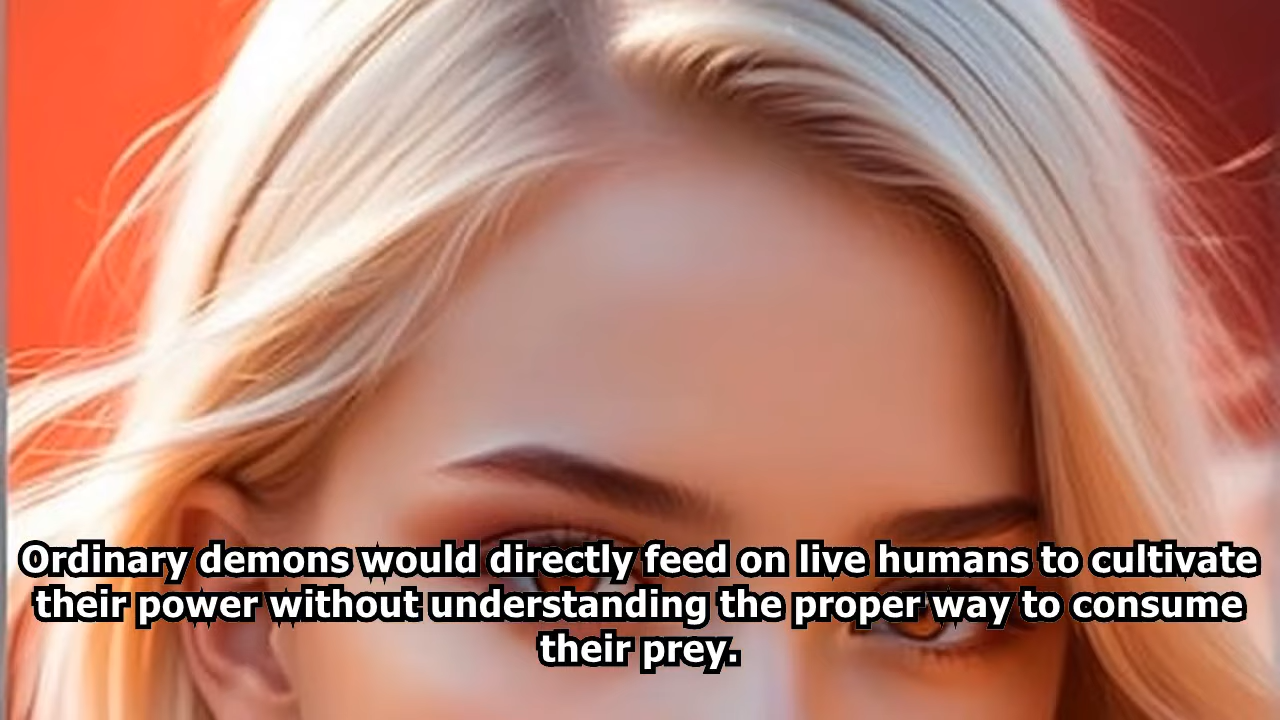 Ordinary demons would directly feed on live humans to cultivate
their power without understanding the proper way to consume
their prey.